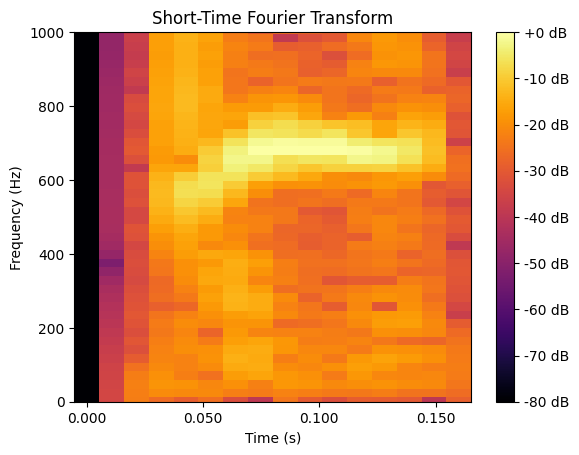 Short-Time Fourier Transform
1000
800
600
400
200
0
Frequency (Hz)
0.000
0.050
0.100
0.150
Time (s)
+0 dB
-10 dB
-20 dB
-30 dB
-40 dB
-50 dB
-60 dB
-70 dB
-80 dB